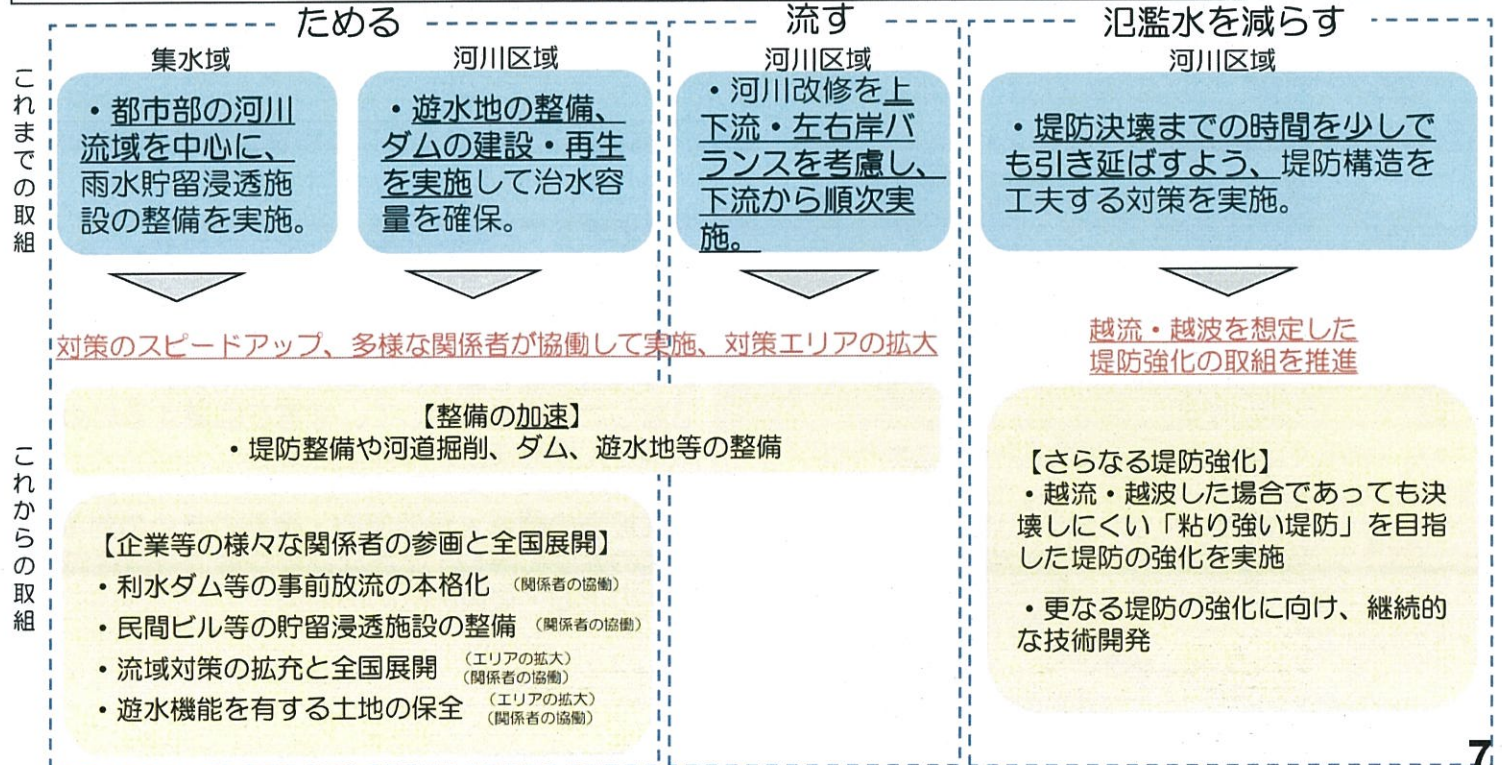 ためる
流す
氾濫水を減らす
集水域
河川区域
河川区域
河川区域
これまでの取組
・都市部の河川
流域を中心に、
雨水貯留浸透施
設の整備を実施。
・遊水地の整備、
ダムの建設・再生
を実施して治水容
量を確保。
・河川改修を上
下流・左右岸バ
ランスを考慮し、
下流から順次実
施。
・堤防決壊までの時間を少しで
も引き延ばすよう、堤防構造を
工夫する対策を実施。
対策のスピードアップ、多様な関係者が協働して実施、対策エリアの拡大
越流・越波を想定した
堤防強化の取組を推進
これからの取組
【整備の加速】
・堤防整備や河道掘削、ダム、遊水地等の整備
【企業等の様々な関係者の参画と全国展開】
・利水ダム等の事前放流の本格化 (関係者の協働)
・民間ビル等の貯留浸透施設の整備 (関係者の協働)
・流域対策の拡充と全国展開 (エリアの拡大)
(関係者の協働)
・遊水機能を有する土地の保全 (エリアの拡大)
(関係者の協働)
【さらなる堤防強化】
・越流・越波した場合であっても決
壊しにくい「粘り強い堤防」を目指
した堤防の強化を実施
・更なる堤防の強化に向け、継続的
な技術開発
7